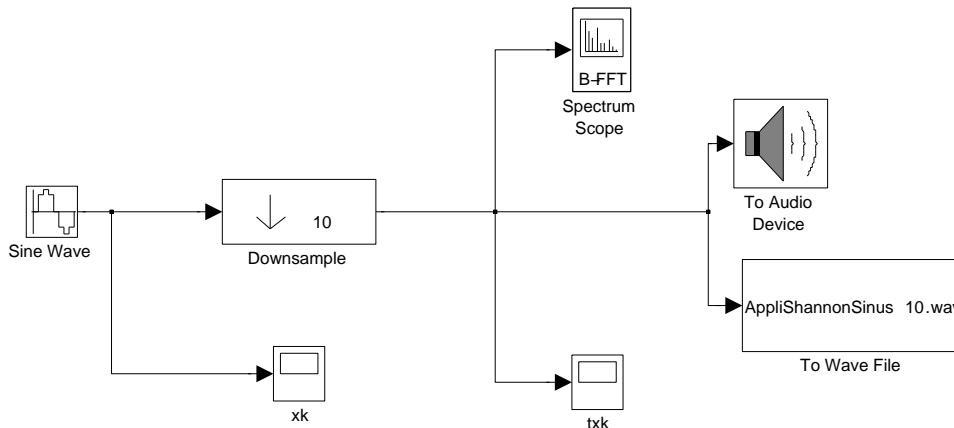 B-FFT
Spectrum
Scope
To Audio
Device
Sine Wave
10
Downsample
AppliShannonSinus 10.wav
To Wave File
xk
txk